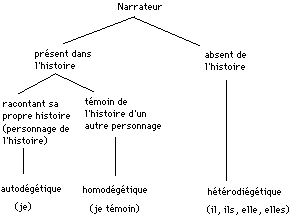 Narrateur
présent dans
l'histoire
absent de
l'histoire
racontant sa
propre histoire
(personnage de
l'histoire)
témoin de
l'histoire d'un
autre personnage
autodégétique
(je)
homodégétique
(je témoin)
hétérodiégétique
(il, ils, elle, elles)